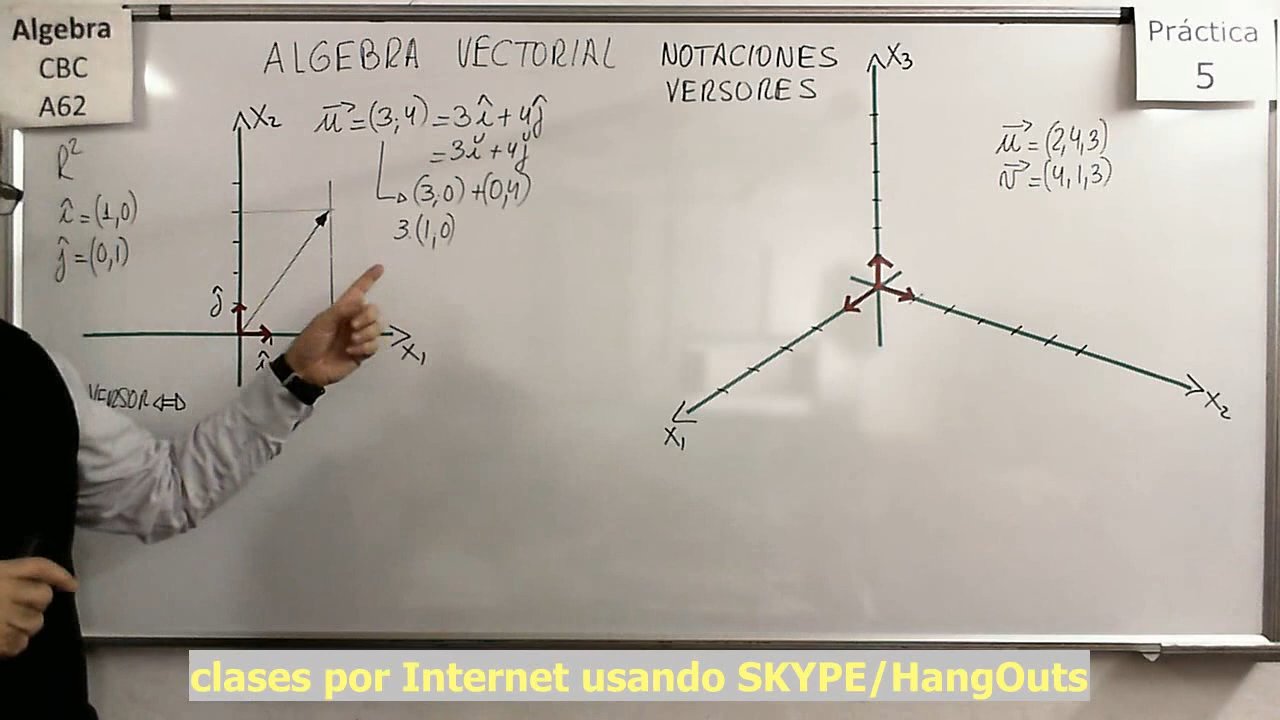 Algebra
CBC
A62
ALGEBRA VECTORIAL
NOTACIONES
VERSORES
Práctica
5
R²
î=(1,0)
ĵ=(0,1)
X₂
u⃗=(3;4)=3î+4ĵ
=3ǐ+4ǰ
(3;0)+(0,4)
3.(1,0)
ĵ
î
X₁
VERSOR⇔
X₃
X₁
X₂
u⃗=(2,4,3)
v⃗=(4,1,3)
clases por Internet usando SKYPE/HangOuts